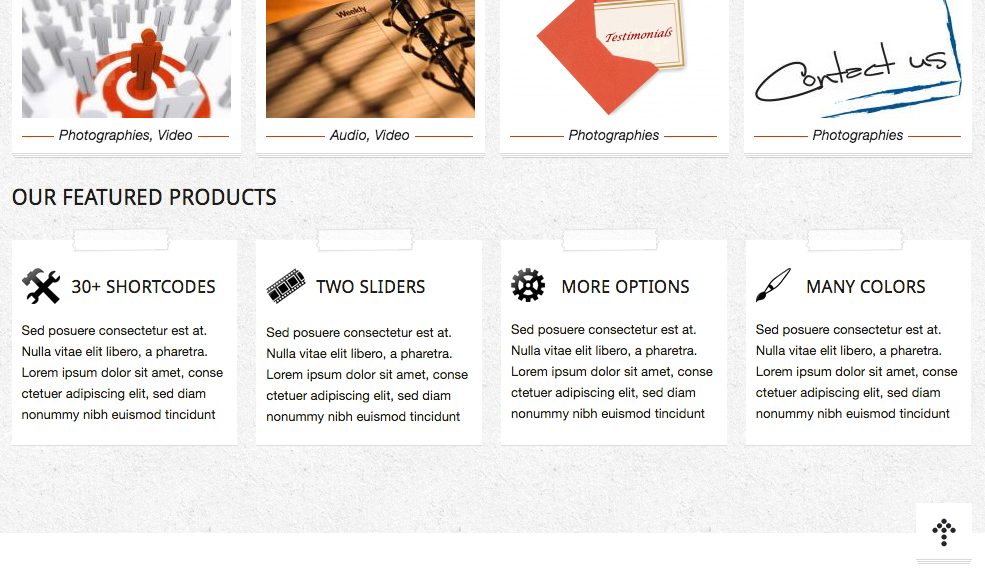 Weekly
Testimonials
Contact us
Photographies, Video
Audio, Video
Photographies
Photographies
OUR FEATURED PRODUCTS
30+ SHORTCODES
Sed posuere consectetur est at.
Nulla vitae elit libero, a pharetra.
Lorem ipsum dolor sit amet, conse
ctetuer adipiscing elit, sed diam
nonummy nibh euismod tincidunt
TWO SLIDERS
Sed posuere consectetur est at.
Nulla vitae elit libero, a pharetra.
Lorem ipsum dolor sit amet, conse
ctetuer adipiscing elit, sed diam
nonummy nibh euismod tincidunt
MORE OPTIONS
Sed posuere consectetur est at.
Nulla vitae elit libero, a pharetra.
Lorem ipsum dolor sit amet, conse
ctetuer adipiscing elit, sed diam
nonummy nibh euismod tincidunt
MANY COLORS
Sed posuere consectetur est at.
Nulla vitae elit libero, a pharetra.
Lorem ipsum dolor sit amet, conse
ctetuer adipiscing elit, sed diam
nonummy nibh euismod tincidunt